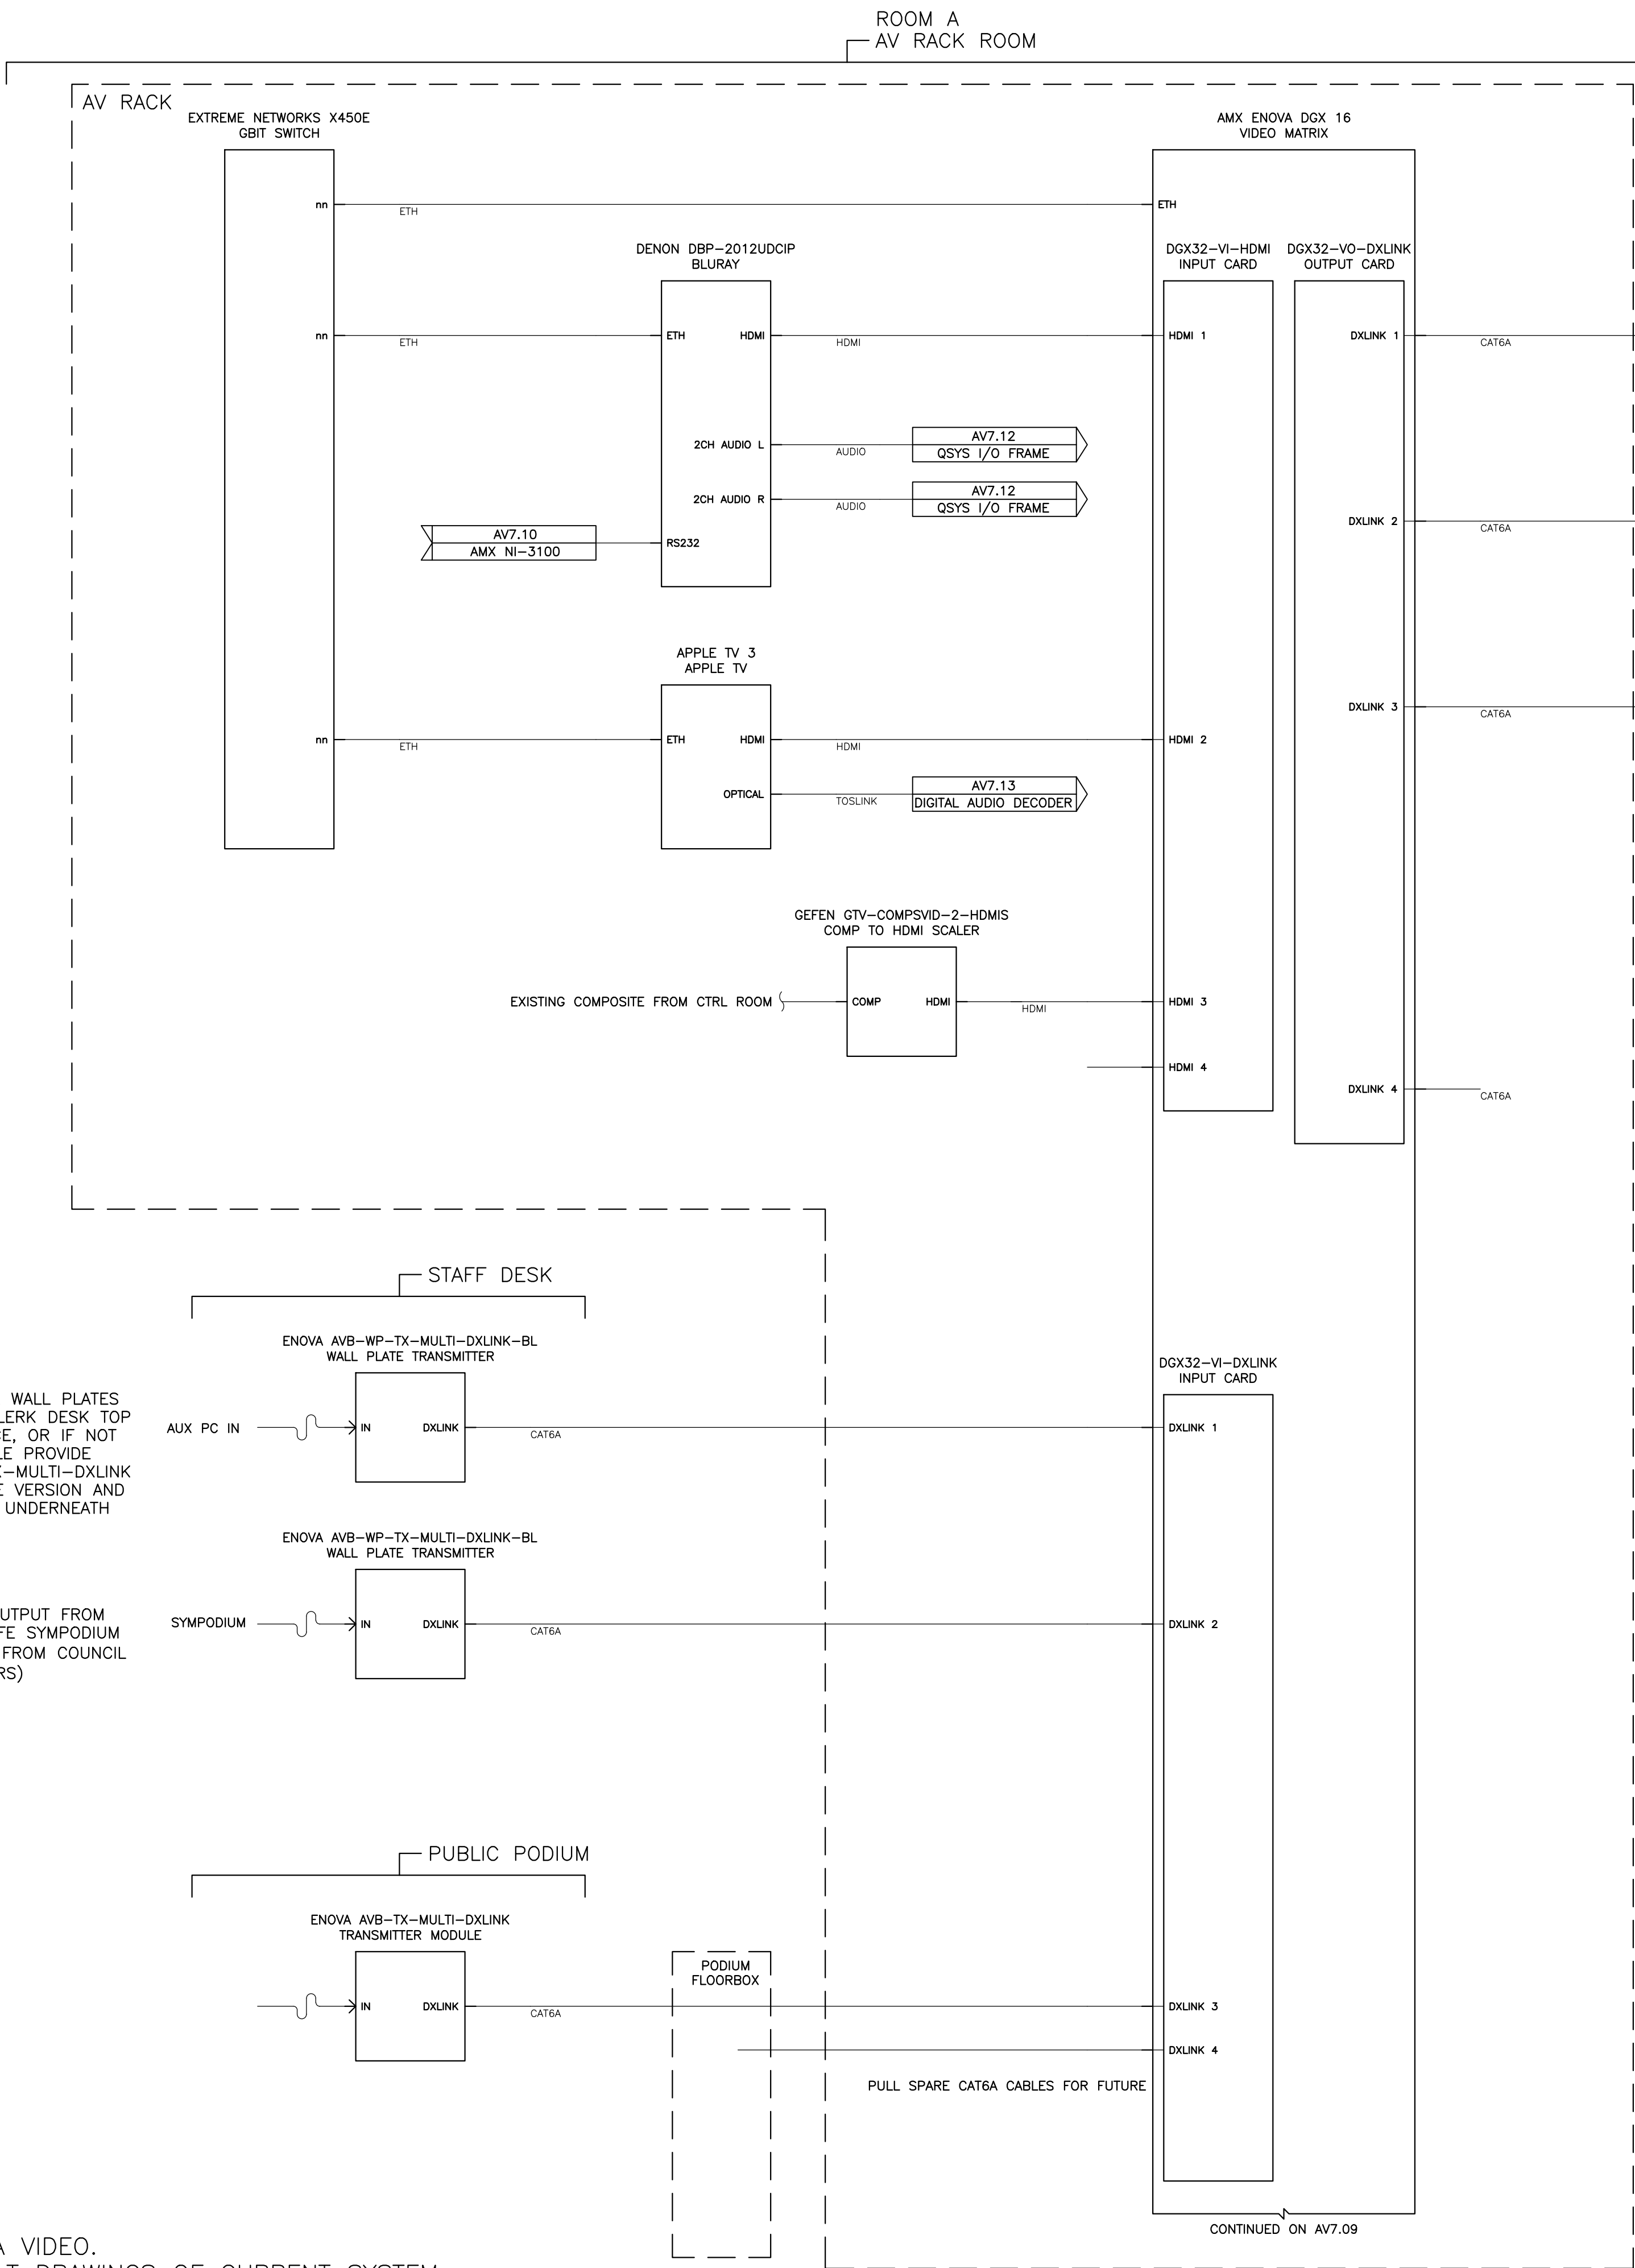 ROOM A
AV RACK ROOM
AV RACK
EXTREME NETWORKS X450E
GBIT SWITCH
AMX ENOVA DGX 16
VIDEO MATRIX
nn
ETH
ETH
DENON DBP-2012UDCIP
BLURAY
DGX32-VI-HDMI
INPUT CARD
DGX32-VO-DXLINK
OUTPUT CARD
nn
ETH
ETH
HDMI
HDMI
HDMI 1
DXLINK 1
CAT6A
2CH AUDIO L
AUDIO
AV7.12
QSYS I/O FRAME
2CH AUDIO R
AUDIO
AV7.12
QSYS I/O FRAME
DXLINK 2
CAT6A
AV7.10
AMX NI-3100
RS232
APPLE TV 3
APPLE TV
DXLINK 3
CAT6A
nn
ETH
ETH
HDMI
HDMI
HDMI 2
OPTICAL
TOSLINK
AV7.13
DIGITAL AUDIO DECODER
GEFEN GTV-COMPSVID-2-HDMIS
COMP TO HDMI SCALER
EXISTING COMPOSITE FROM CTRL ROOM
COMP
HDMI
HDMI
HDMI 3
HDMI 4
DXLINK 4
CAT6A
STAFF DESK
ENOVA AVB-WP-TX-MULTI-DXLINK-BL
WALL PLATE TRANSMITTER
DGX32-VI-DXLINK
INPUT CARD
WALL PLATES
LERK DESK TOP
CE, OR IF NOT
LE PROVIDE
X-MULTI-DXLINK
E VERSION AND
UNDERNEATH
AUX PC IN
IN
DXLINK
CAT6A
DXLINK 1
ENOVA AVB-WP-TX-MULTI-DXLINK-BL
WALL PLATE TRANSMITTER
UTPUT FROM
FE SYMPODIUM
FROM COUNCIL
RS)
SYMPODIUM
IN
DXLINK
CAT6A
DXLINK 2
PUBLIC PODIUM
ENOVA AVB-TX-MULTI-DXLINK
TRANSMITTER MODULE
PODIUM
FLOORBOX
IN
DXLINK
CAT6A
DXLINK 3
DXLINK 4
PULL SPARE CAT6A CABLES FOR FUTURE
CONTINUED ON AV7.09
A VIDEO.
T DRAWINGS OF CURRENT SYSTEM